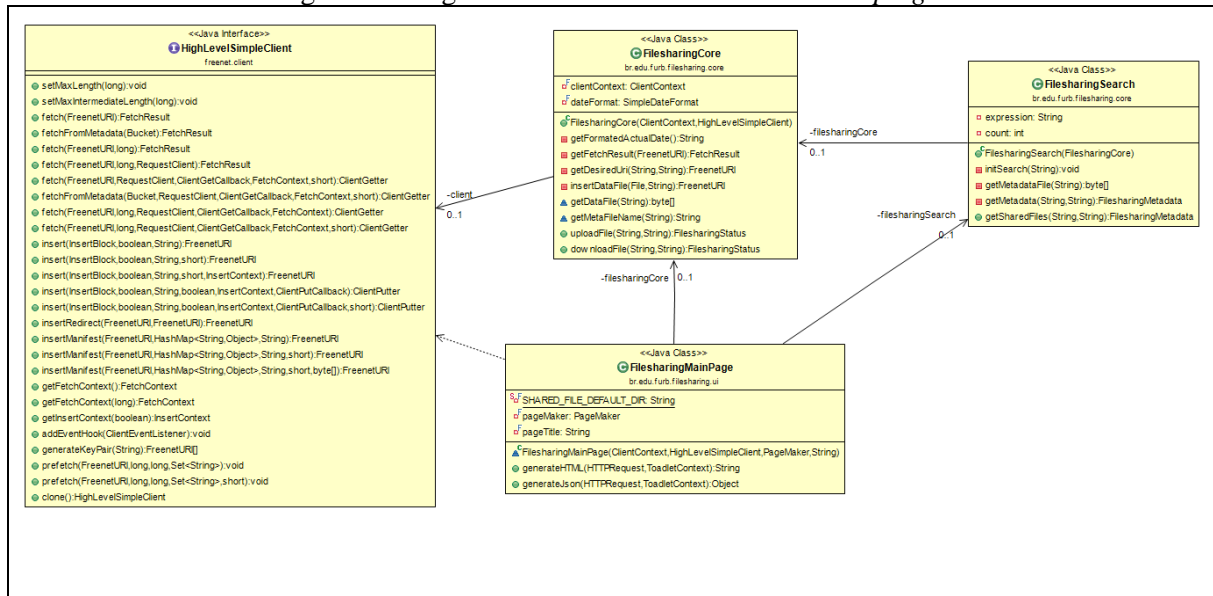 <<Java Interface>>
HighLevelSimpleClient
freenet.client
setMaxLength(long):void
setMaxIntermediateLength(long):void
fetch(FreenetURI):FetchResult
fetchFromMetadata(Bucket):FetchResult
fetch(FreenetURI,long):FetchResult
fetch(FreenetURI,long,RequestClient):FetchResult
fetch(FreenetURI,RequestClient,ClientGetCallback,FetchContext,short):ClientGetter
fetchFromMetadata(Bucket,RequestClient,ClientGetCallback,FetchContext,short):ClientGetter
fetch(FreenetURI,long,RequestClient,ClientGetCallback,FetchContext):ClientGetter
fetch(FreenetURI,long,RequestClient,ClientGetCallback,FetchContext,short):ClientGetter
insert(InsertBlock,boolean,String):FreenetURI
insert(InsertBlock,boolean,String,short):FreenetURI
insert(InsertBlock,boolean,String,short,InsertContext):FreenetURI
insert(InsertBlock,boolean,String,boolean,InsertContext,ClientPutCallback):ClientPutter
insert(InsertBlock,boolean,String,boolean,InsertContext,ClientPutCallback,short):ClientPutter
insertRedirect(FreenetURI,FreenetURI):FreenetURI
insertManifest(FreenetURI,HashMap<String,Object>,String):FreenetURI
insertManifest(FreenetURI,HashMap<String,Object>,String,short):FreenetURI
insertManifest(FreenetURI,HashMap<String,Object>,String,short,byte[]):FreenetURI
getFetchContext():FetchContext
getFetchContext(long):FetchContext
getInsertContext(boolean):InsertContext
addEventHook(ClientEventListener):void
generateKeyPair(String):FreenetURI[]
prefetch(FreenetURI,long,long,Set<String>):void
prefetch(FreenetURI,long,long,Set<String>,short):void
clone():HighLevelSimpleClient
-client
0..1
<<Java Class>>
FilesharingCore
br.edu.furb.filesharing.core
clientContext: ClientContext
dateFormat: SimpleDateFormat
FilesharingCore(ClientContext,HighLevelSimpleClient)
getFormatedActualDate():String
getFetchResult(FreenetURI):FetchResult
getDesiredUri(String,String):FreenetURI
insertDataFile(File,String):FreenetURI
getDataFile(String):byte[]
getMetaFileName(String):String
uploadFile(String,String):FilesharingStatus
downloadFile(String,String):FilesharingStatus
-filesharingCore
0..1
<<Java Class>>
FilesharingSearch
br.edu.furb.filesharing.core
expression: String
count: int
FilesharingSearch(FilesharingCore)
initSearch(String):void
getMetadataFile(String):byte[]
getMetadata(String,String):FilesharingMetadata
getSharedFiles(String,String):FilesharingMetadata
-filesharingSearch
0..1
-filesharingCore
0..1
<<Java Class>>
FilesharingMainPage
br.edu.furb.filesharing.ui
SHARED_FILE_DEFAULT_DIR: String
pageMaker: PageMaker
pageTitle: String
FilesharingMainPage(ClientContext,HighLevelSimpleClient,PageMaker,String)
generateHTML(HTTPRequest,ToadletContext):String
generateJson(HTTPRequest,ToadletContext):Object